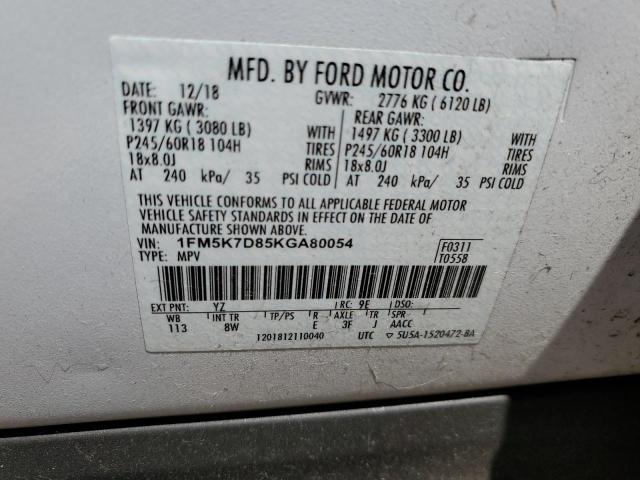 MFD. BY FORD MOTOR CO.
DATE: 12/18 GVWR: 2776 KG ( 6120 LB)
FRONT GAWR: REAR GAWR:
1397 KG ( 3080 LB) WITH 1497 KG ( 3300 LB) WITH
P245/60R18 104H TIRES P245/60R18 104H TIRES
18x8.0J RIMS 18x8.0J RIMS
AT 240 kPa/ 35 PSI COLD AT 240 kPa/ 35 PSI COLD
THIS VEHICLE CONFORMS TO ALL APPLICABLE FEDERAL MOTOR
VEHICLE SAFETY STANDARDS IN EFFECT ON THE DATE OF
MANUFACTURE SHOWN ABOVE.
VIN: 1FM5K7D85KGA80054 F0311
TYPE: MPV T0558
EXT PNT: YZ RC: 9E DSO:
WB INT TR TP/PS R AXLE TR SPR
113 8W E 3F J AACC
1201812110040 UTC ▽ 5U5A-1520472-BA